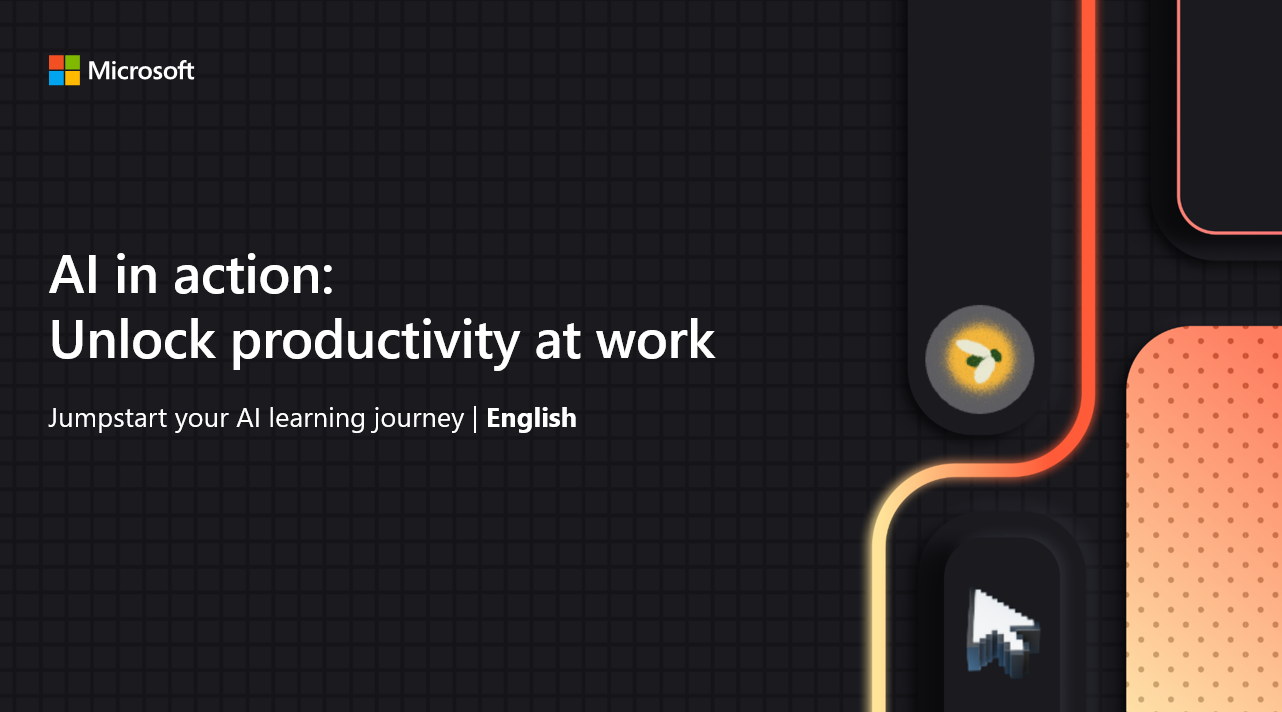 Microsoft
AI in action:
Unlock productivity at work
Jumpstart your AI learning journey | English